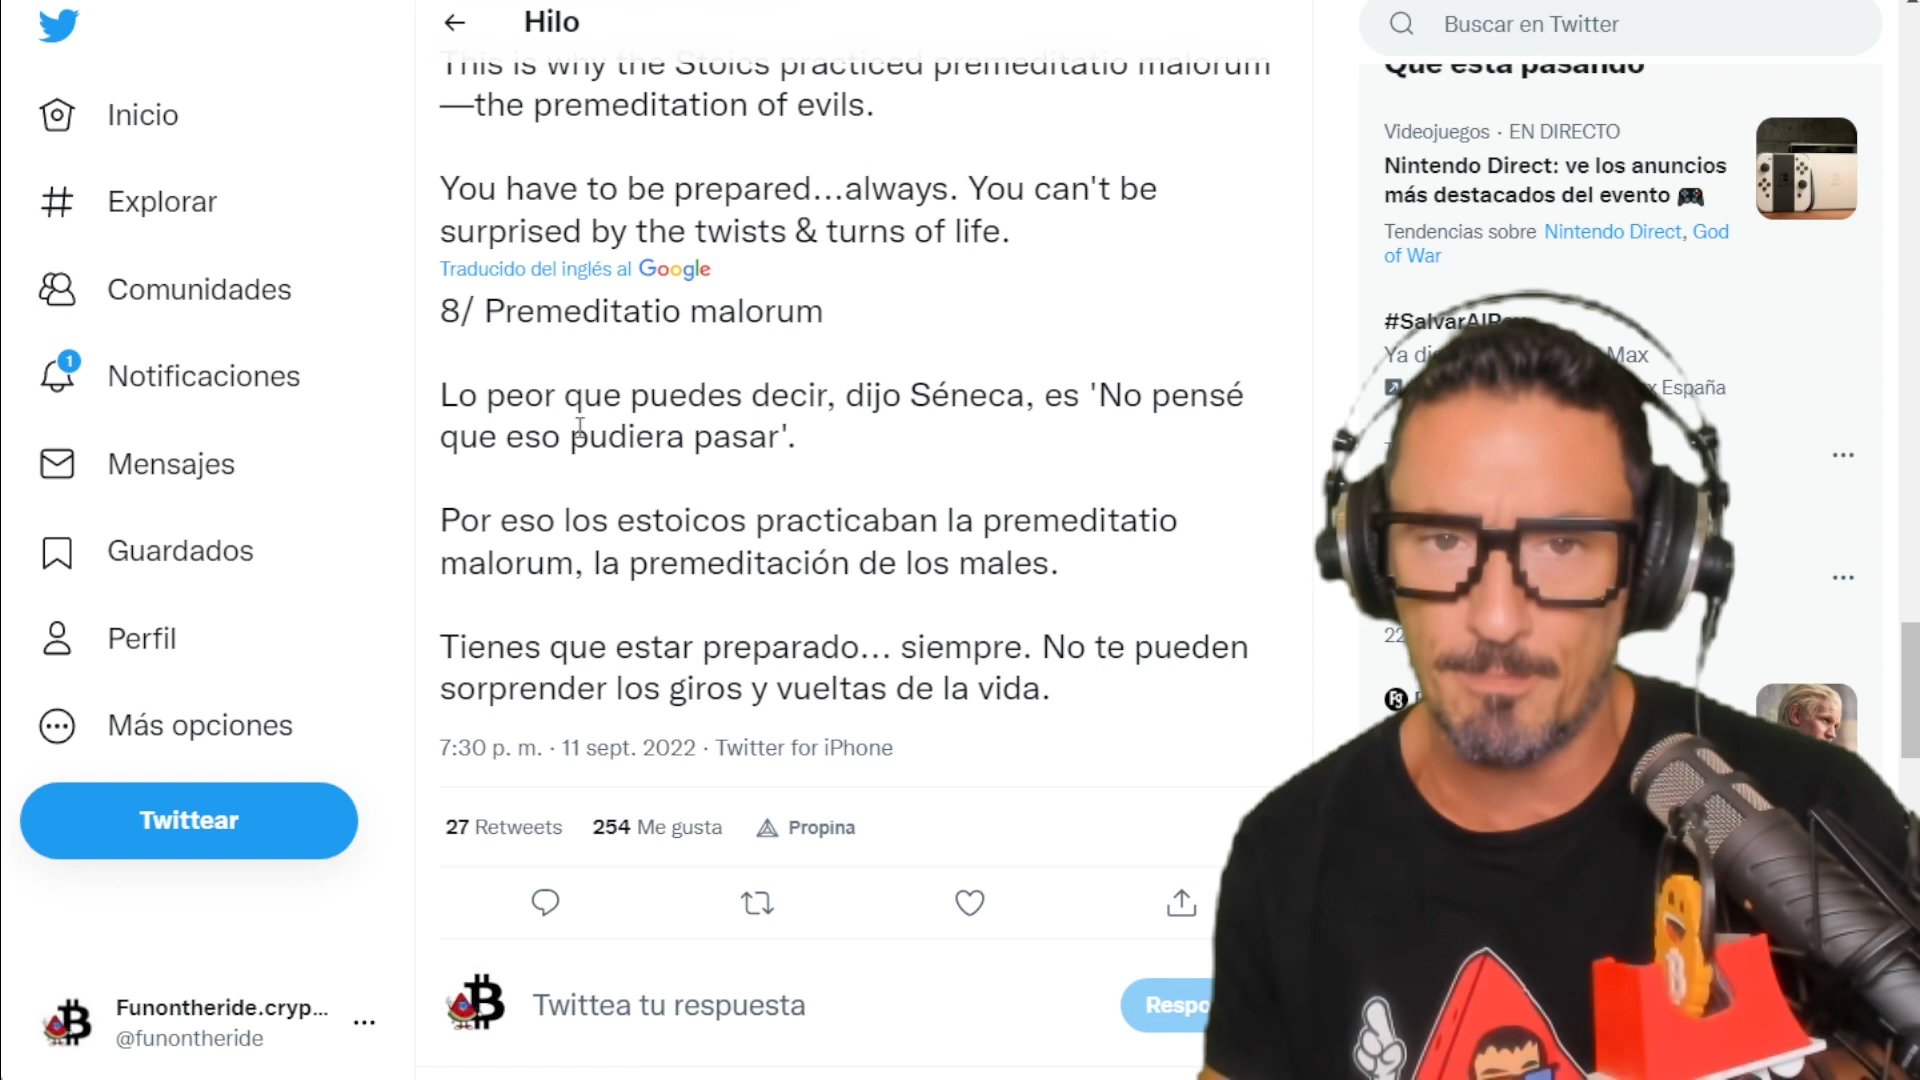 Hilo
Buscar en Twitter
Inicio
Explorar
Comunidades
Notificaciones
1
Mensajes
Guardados
Perfil
Más opciones
Twittear
Funontheride.cryp...
@funontheride
This is why the Stoics practiced premeditatio malorum
—the premeditation of evils.
You have to be prepared...always. You can't be
surprised by the twists & turns of life.
Traducido del inglés al Google
8/ Premeditatio malorum
Lo peor que puedes decir, dijo Séneca, es 'No pensé
que eso pudiera pasar'.
Por eso los estoicos practicaban la premeditatio
malorum, la premeditación de los males.
Tienes que estar preparado... siempre. No te pueden
sorprender los giros y vueltas de la vida.
7:30 p. m. · 11 sept. 2022 · Twitter for iPhone
27 Retweets 254 Me gusta Propina
Twittea tu respuesta
Respo
Qué está pasando
Videojuegos · EN DIRECTO
Nintendo Direct: ve los anuncios
más destacados del evento
Tendencias sobre Nintendo Direct, God
of War
#SalvarAlR
Ya di Max
x España
22